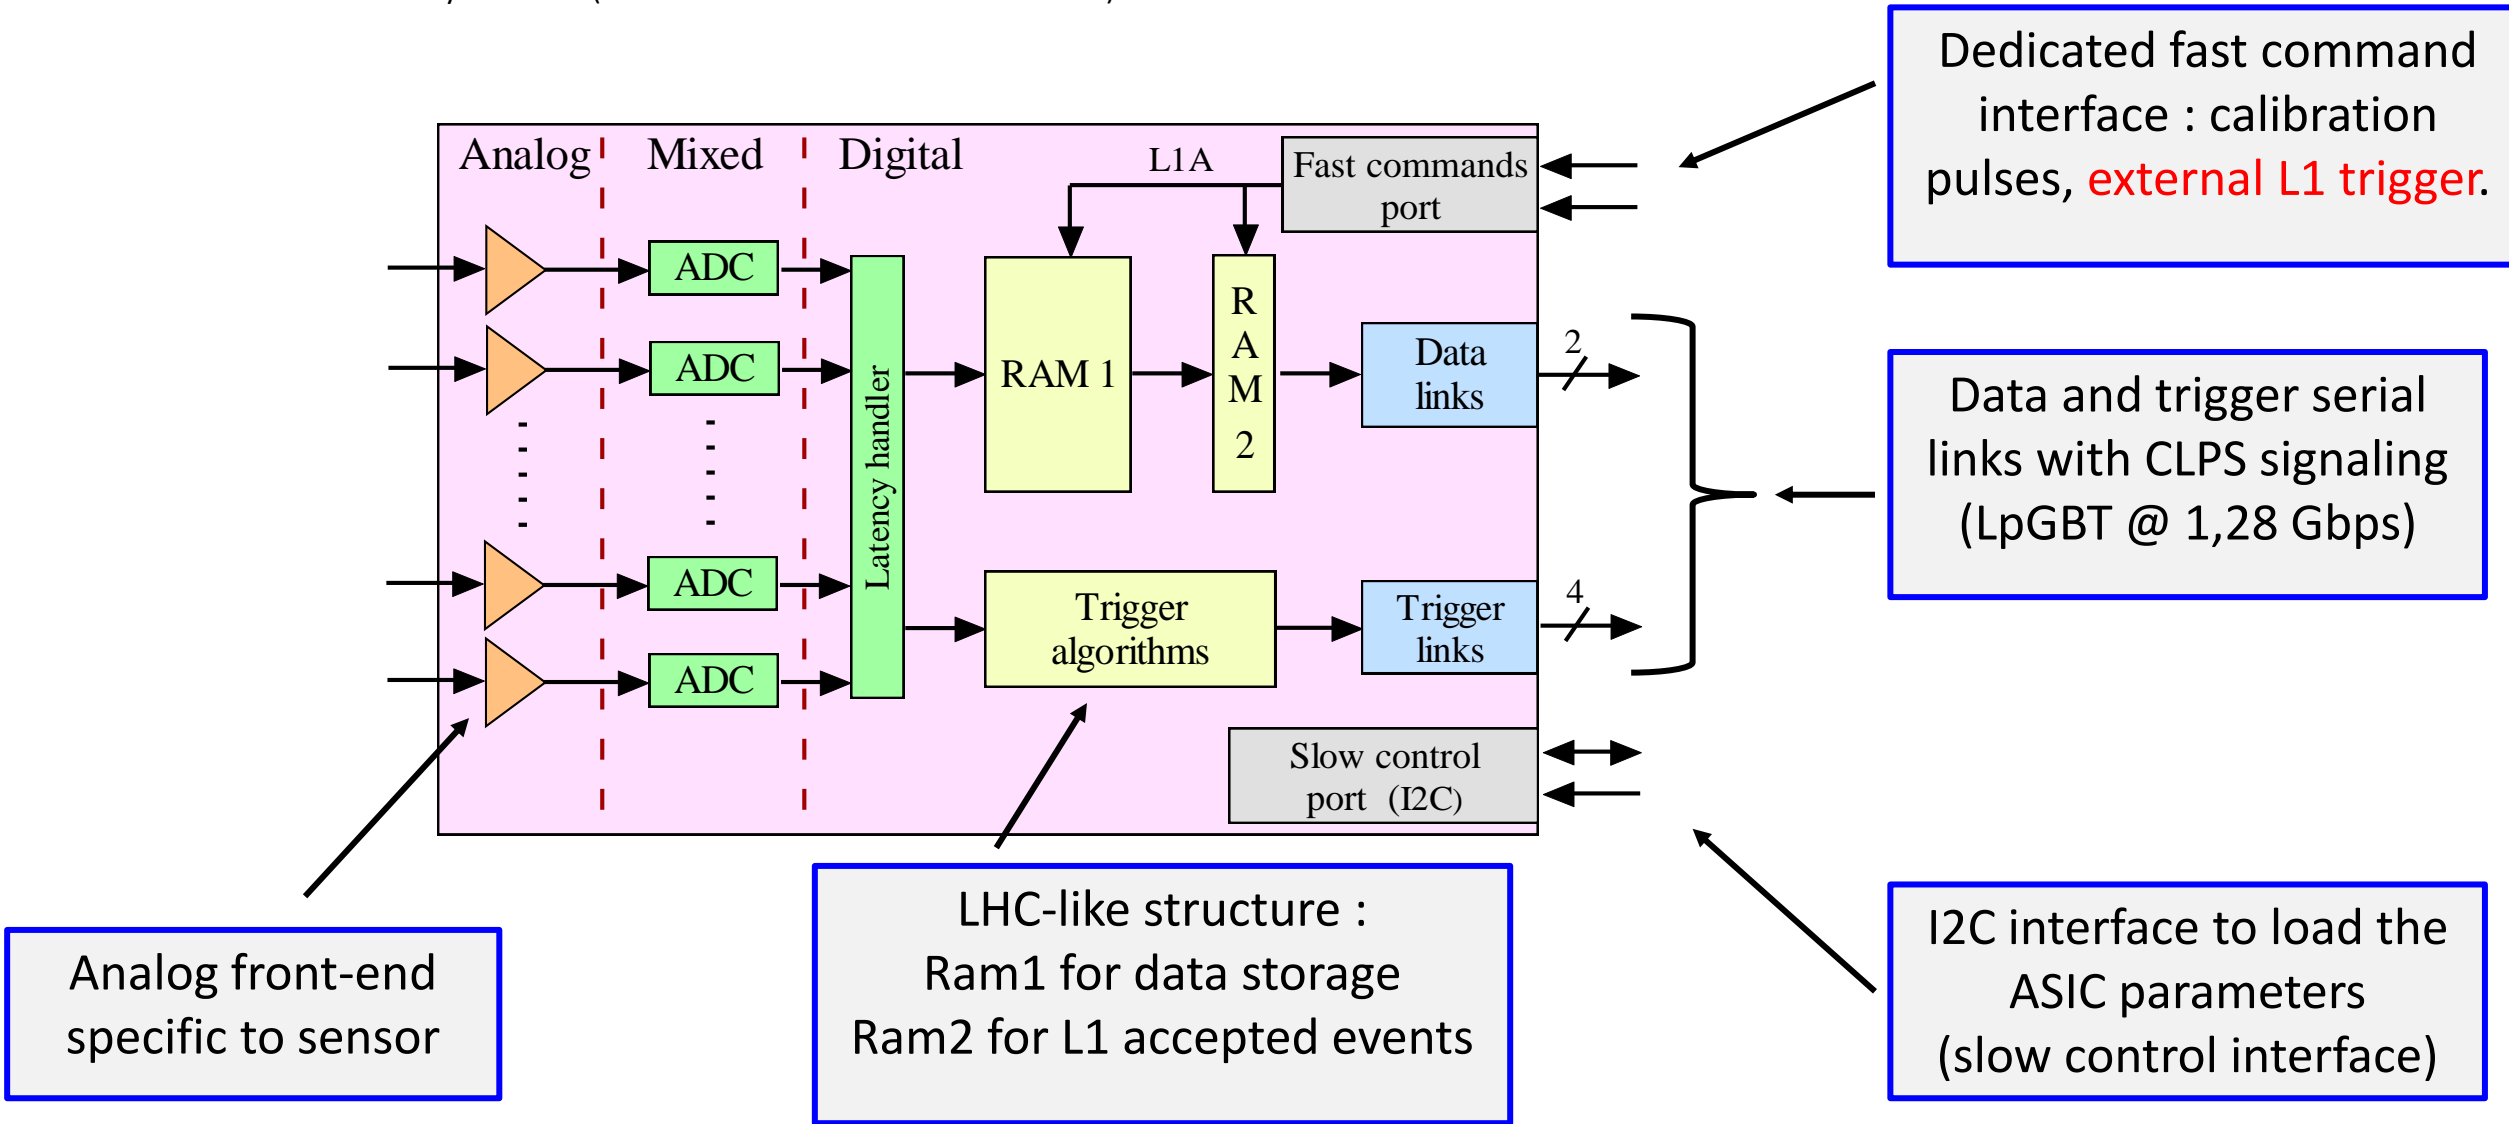 Dedicated fast command
interface : calibration
pulses, external L1 trigger.
Analog
Mixed
Digital
L1A
Fast commands
port
ADC
ADC
ADC
ADC
Latency handler
RAM 1
R
A
M
2
Data
links
2
Trigger
algorithms
Trigger
links
4
Slow control
port (I2C)
Data and trigger serial
links with CLPS signaling
(LpGBT @ 1,28 Gbps)
Analog front-end
specific to sensor
LHC-like structure :
Ram1 for data storage
Ram2 for L1 accepted events
I2C interface to load the
ASIC parameters
(slow control interface)